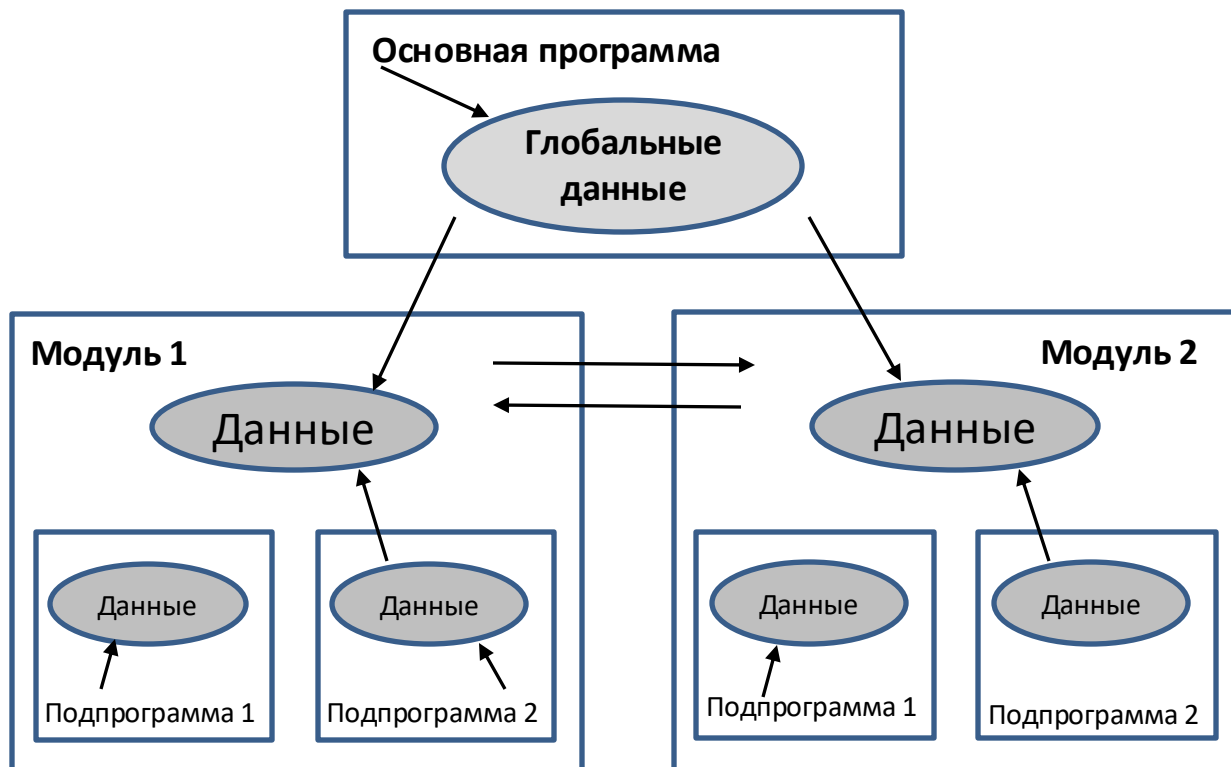 Основная программа
Глобальные
данные
Модуль 1
Данные
Данные
Подпрограмма 1
Данные
Подпрограмма 2
Модуль 2
Данные
Данные
Подпрограмма 1
Данные
Подпрограмма 2